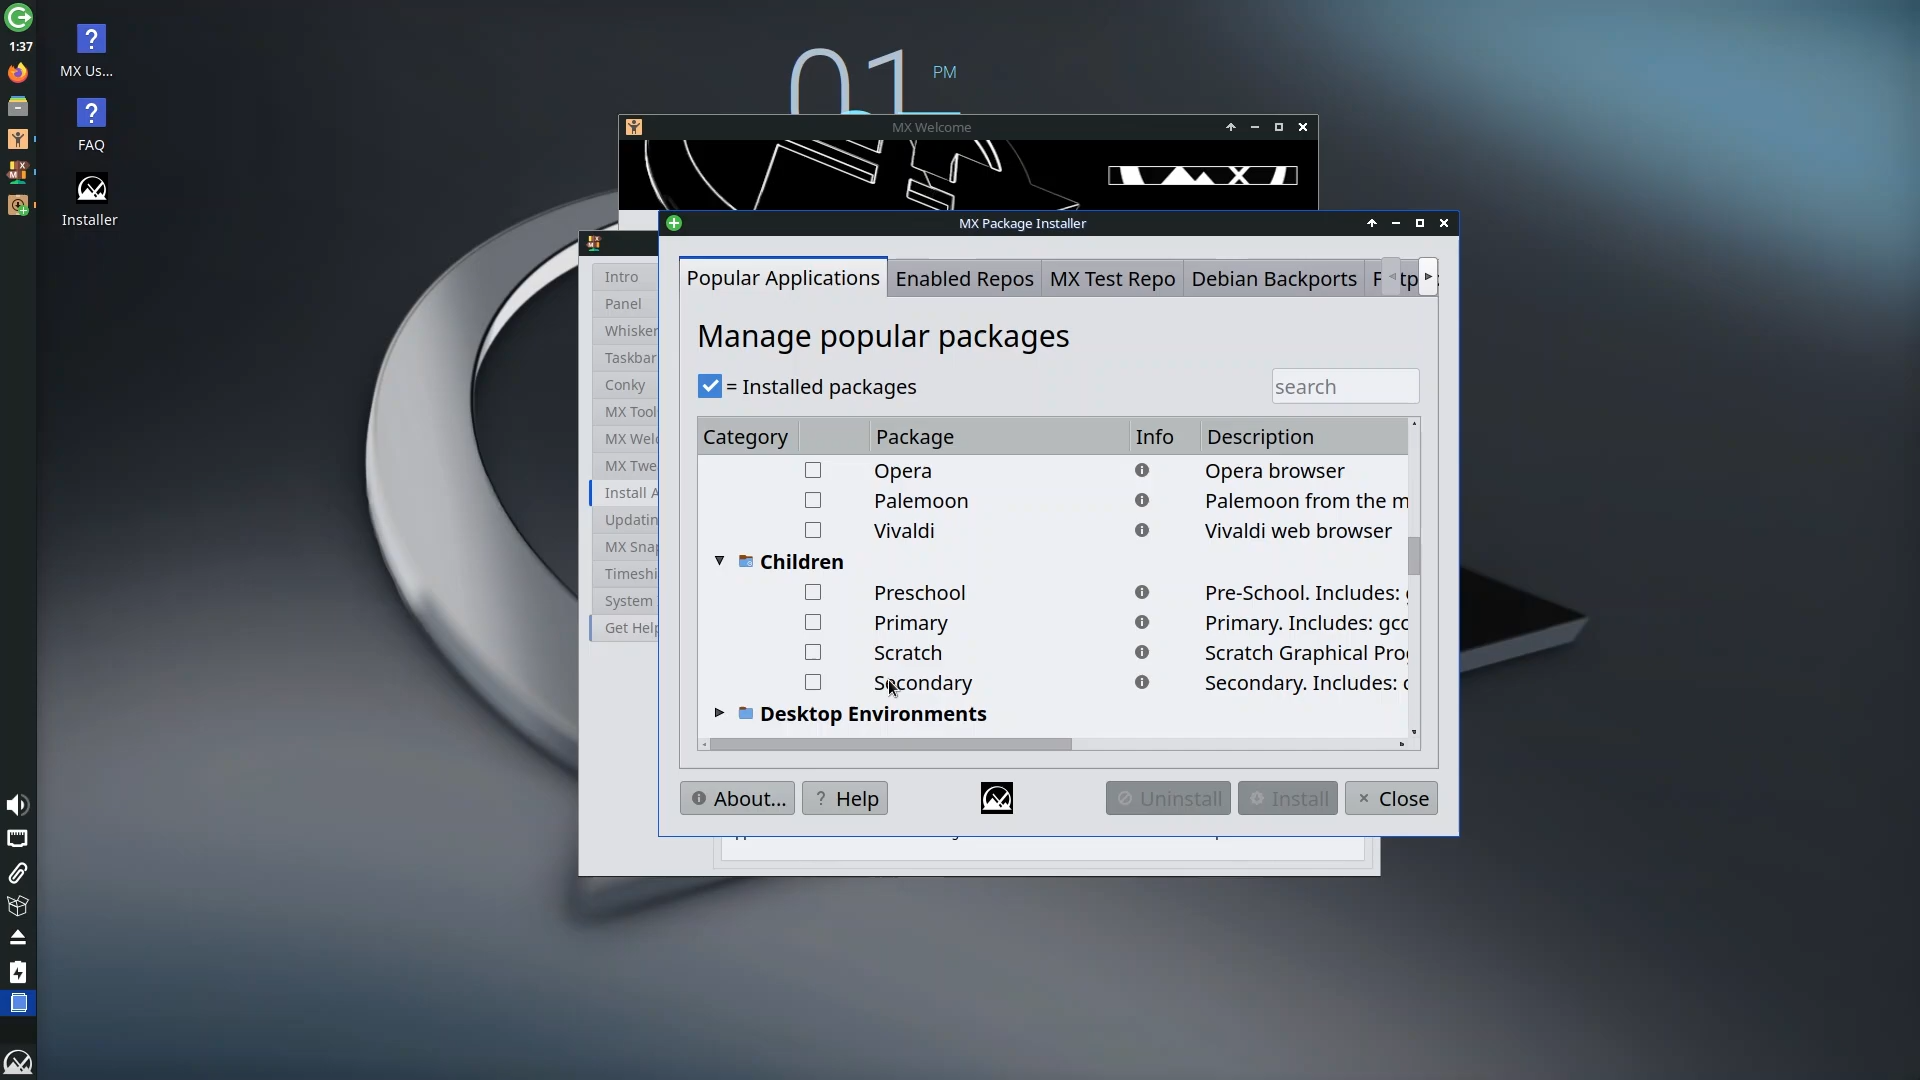 1:37
MX Us...
FAQ
Installer
01 PM
MX Welcome
MX
MX Package Installer
Intro
Panel
Whisker
Taskbar
Conky
MX Tool
MX Welc
MX Twe
Install A
Updatin
MX Snap
Timeshi
System
Get Help
Popular Applications
Enabled Repos
MX Test Repo
Debian Backports
Manage popular packages
= Installed packages
search
Category Package Info Description
Opera Opera browser
Palemoon Palemoon from the m
Vivaldi Vivaldi web browser
Children
Preschool Pre-School. Includes: g
Primary Primary. Includes: gco
Scratch Scratch Graphical Prog
Secondary Secondary. Includes: c
Desktop Environments
About... ? Help Uninstall Install Close